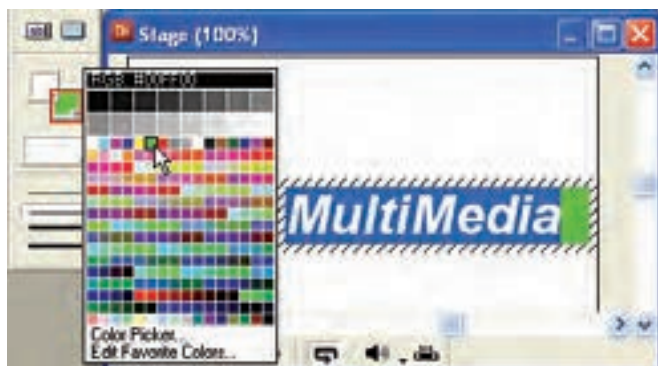 Stage (100%)
RGB #00FF00
MultiMedia
Color Picker...
Edit Favorite Colors...